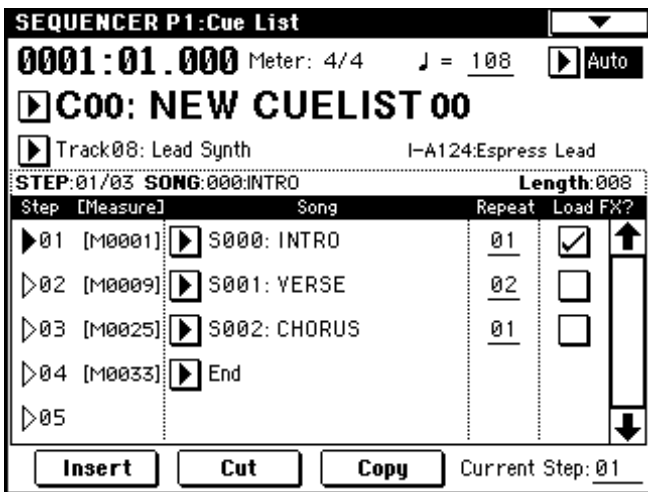 SEQUENCER P1:Cue List
0001:01.000 Meter: 4/4 ♩ = 108 Auto
C00: NEW CUELIST 00
Track08: Lead Synth I-A124:Espress Lead
STEP:01/03 SONG:000:INTRO Length:008
Step [Measure] Song Repeat Load FX?
01 [M0001] S000: INTRO 01
02 [M0009] S001: VERSE 02
03 [M0025] S002: CHORUS 01
04 [M0033] End
05
Insert Cut Copy Current Step: 01